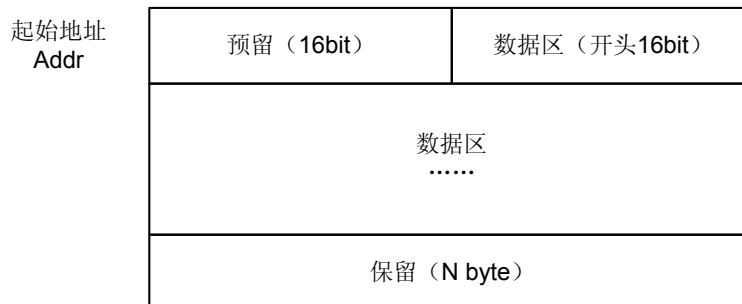 起始地址
Addr
预留（16bit）
数据区（开头16bit）
数据区
……
保留（N byte）